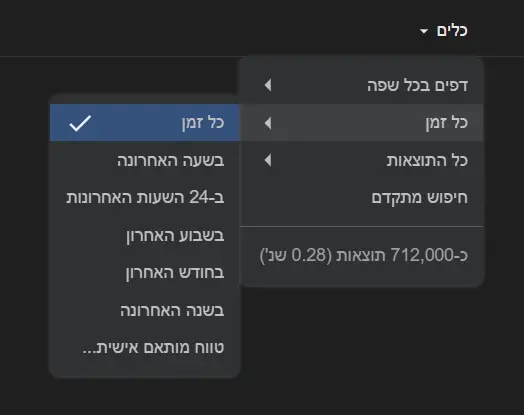 כלים
דפים בכל שפה
כל זמן
כל התוצאות
חיפוש מתקדם
כ-712,000 תוצאות (0.28 שנ')
כל זמן
בשעה האחרונה
ב-24 השעות האחרונות
בשבוע האחרון
בחודש האחרון
בשנה האחרונה
טווח מותאם אישית...